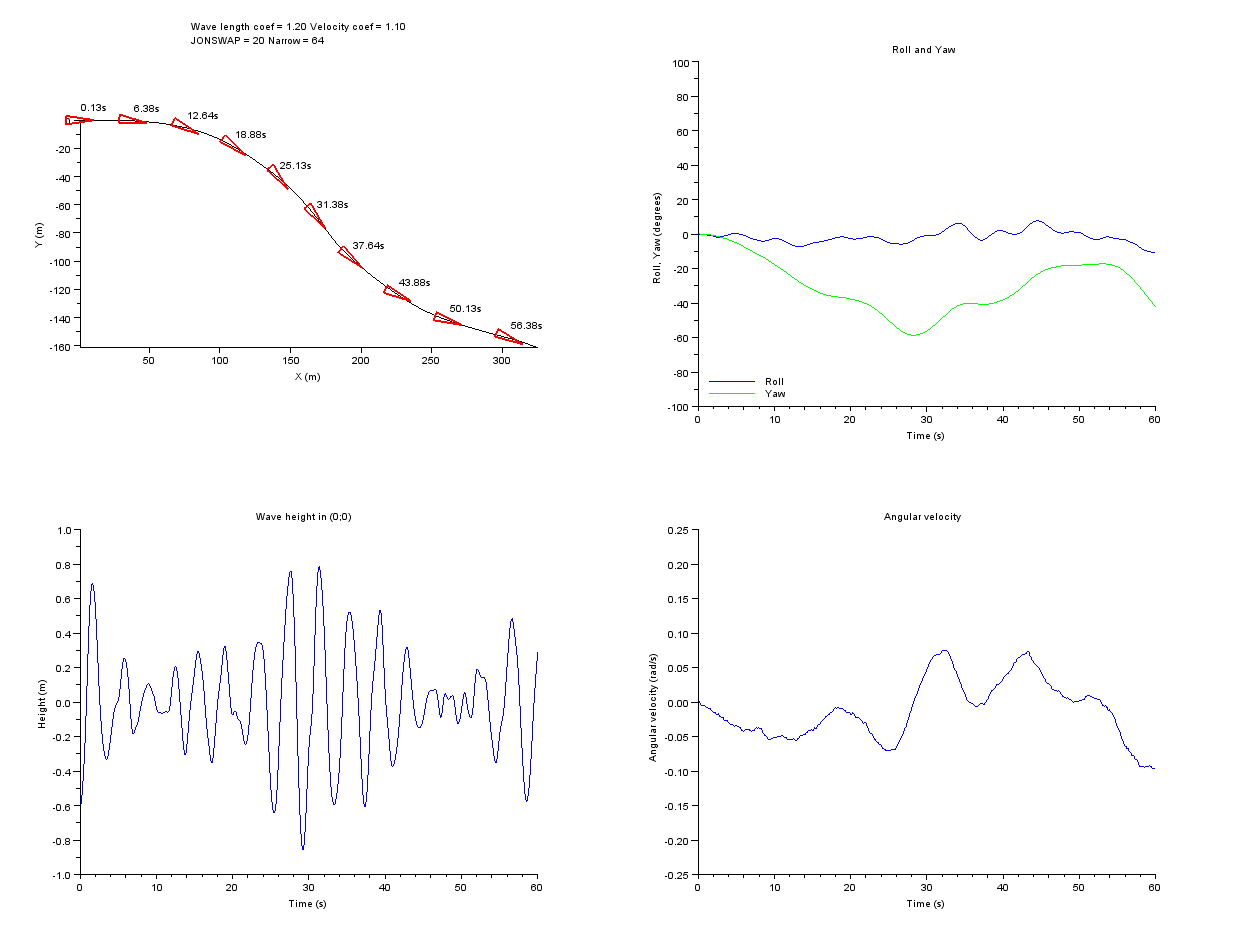 Wave length coef = 1.20 Velocity coef = 1.10
JONSWAP = 20 Narrow = 64
0.13s
6.38s
12.64s
18.88s
25.13s
31.38s
37.64s
43.88s
50.13s
56.38s
0
-20
-40
-60
-80
-100
-120
-140
-160
Y (m)
50 100 150 200 250 300
X (m)
Roll and Yaw
100
80
60
40
20
0
-20
-40
-60
-80
-100
Roll, Yaw (degrees)
Roll
Yaw
0 10 20 30 40 50 60
Time (s)
Wave height in (0;0)
1.0
0.8
0.6
0.4
0.2
0.0
-0.2
-0.4
-0.6
-0.8
-1.0
Height (m)
0 10 20 30 40 50 60
Time (s)
Angular velocity
0.25
0.20
0.15
0.10
0.05
0.00
-0.05
-0.10
-0.15
-0.20
-0.25
Angular velocity (rad/s)
0 10 20 30 40 50 60
Time (s)